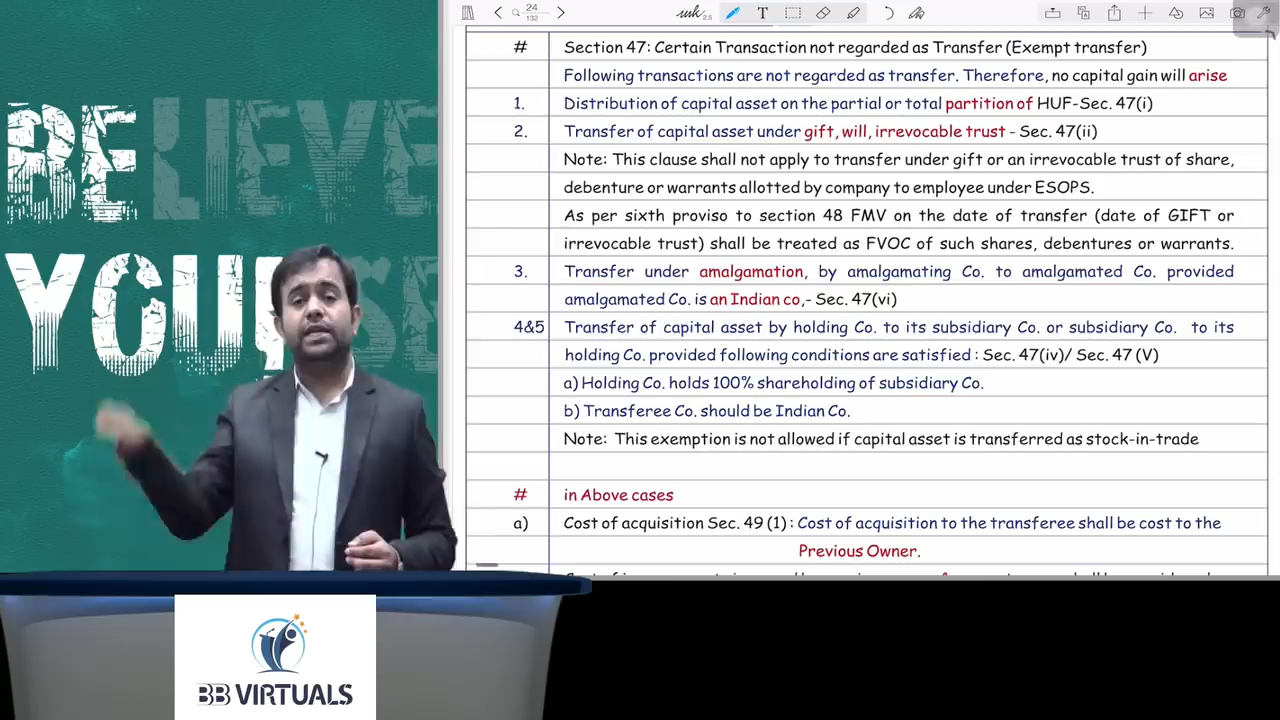 24
132
2.5
T
BELIEVE
# Section 47: Certain Transaction not regarded as Transfer (Exempt transfer)
Following transactions are not regarded as transfer. Therefore, no capital gain will arise
1. Distribution of capital asset on the partial or total partition of HUF-Sec. 47(i)
2. Transfer of capital asset under gift, will, irrevocable trust - Sec. 47(ii)
Note: This clause shall not apply to transfer under gift or an irrevocable trust of share,
debenture or warrants allotted by company to employee under ESOPS.
As per sixth proviso to section 48 FMV on the date of transfer (date of GIFT or
irrevocable trust) shall be treated as FVOC of such shares, debentures or warrants.
3. Transfer under amalgamation, by amalgamating Co. to amalgamated Co. provided
amalgamated Co. is an Indian co,- Sec. 47(vi)
4&5 Transfer of capital asset by holding Co. to its subsidiary Co. or subsidiary Co. to its
holding Co. provided following conditions are satisfied : Sec. 47(iv)/ Sec. 47 (V)
a) Holding Co. holds 100% shareholding of subsidiary Co.
b) Transferee Co. should be Indian Co.
Note: This exemption is not allowed if capital asset is transferred as stock-in-trade
# in Above cases
a) Cost of acquisition Sec. 49 (1) : Cost of acquisition to the transferee shall be cost to the
Previous Owner.
BB VIRTUALS